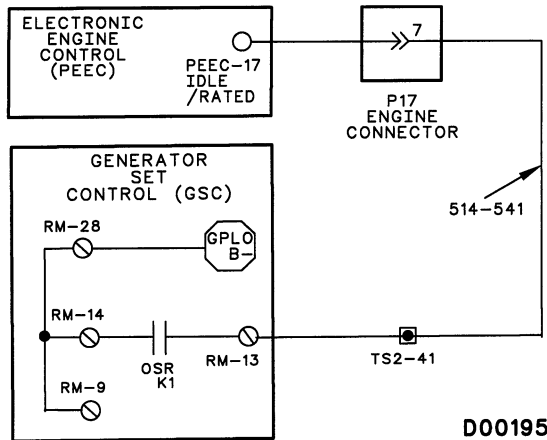 ELECTRONIC
ENGINE
CONTROL
(PEEC)
PEEC-17
IDLE
/RATED
7
P17
ENGINE
CONNECTOR
GENERATOR
SET
CONTROL (GSC)
514-541
RM-28
GPLO
B-
RM-14
OSR
K1
RM-13
TS2-41
RM-9
D00195